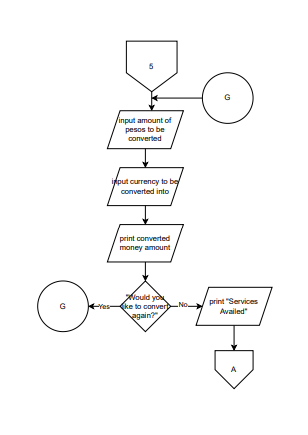 5
G
input amount of
pesos to be
converted
input currency to be
converted into
print converted
money amount
"Would you
like to convert
again?"
Yes
No
G
print "Services
Availed"
A